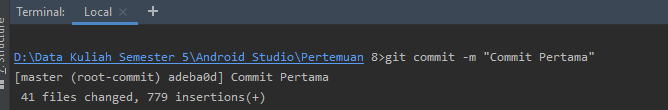 Terminal: Local × +
Z: Structure
D:\Data Kuliah Semester 5\Android Studio\Pertemuan 8>git commit -m "Commit Pertama"
[master (root-commit) adeba0d] Commit Pertama
41 files changed, 779 insertions(+)